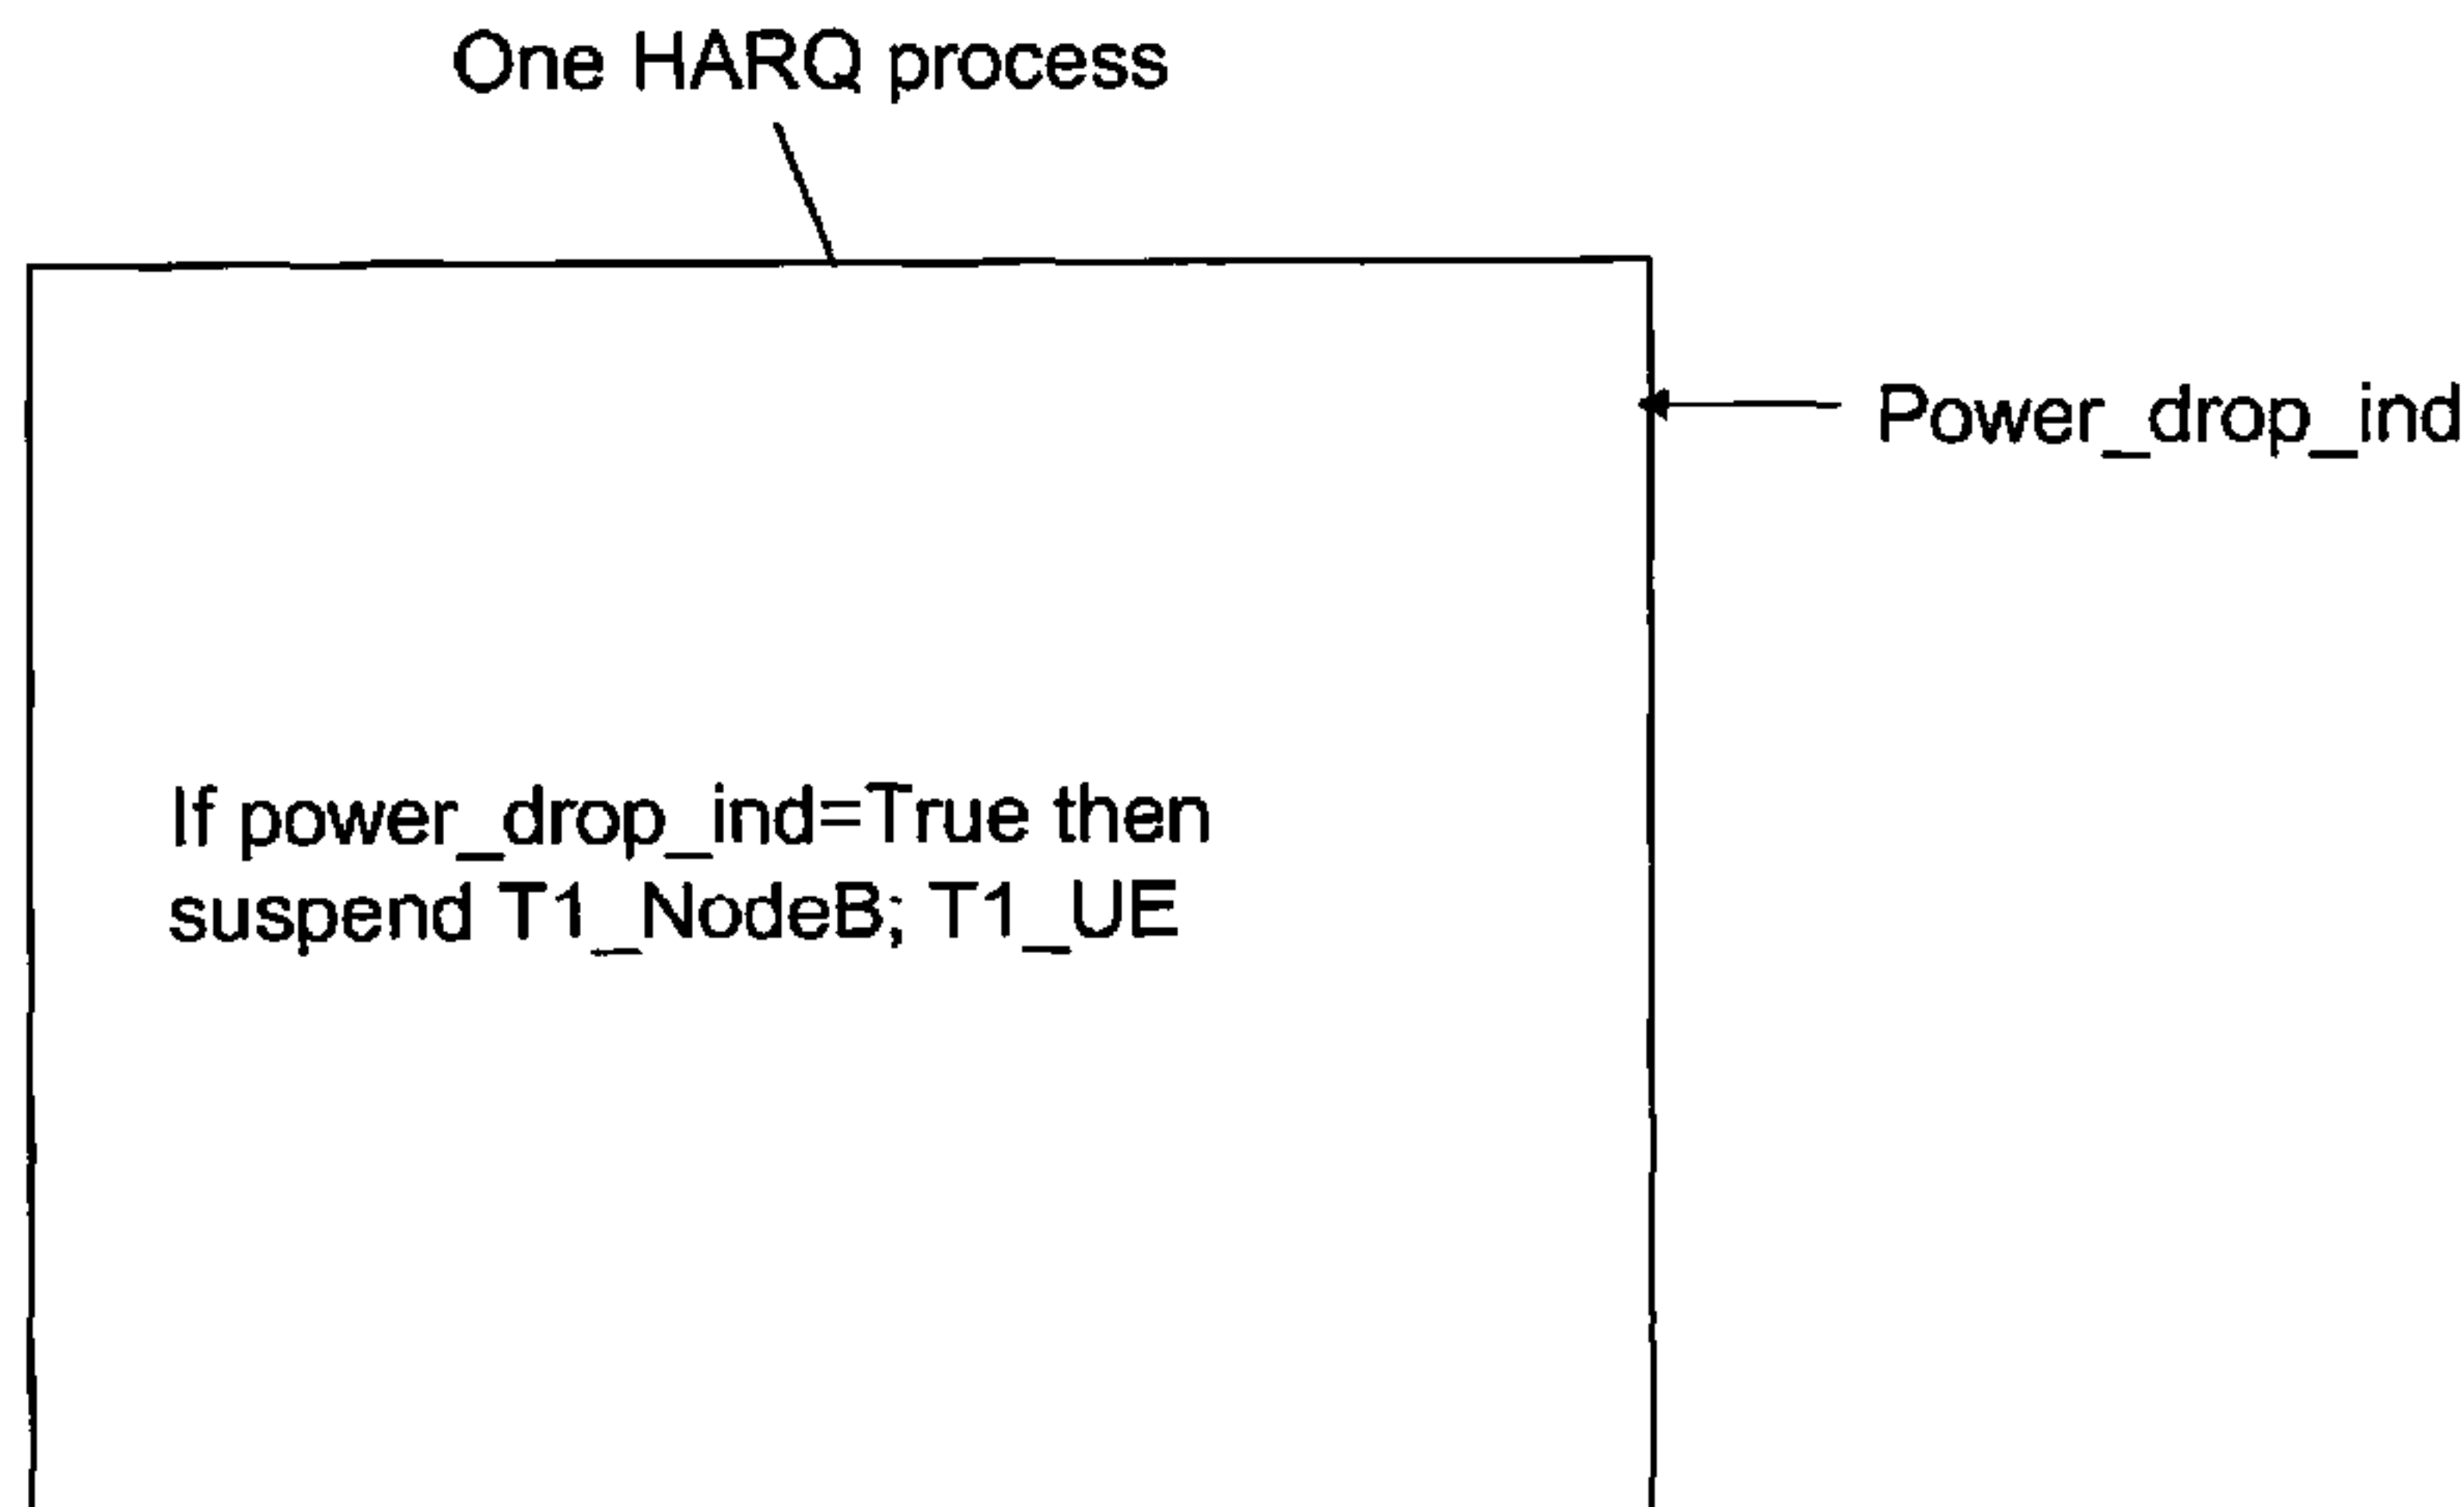 One HARQ process
Power_drop_ind
If power_drop_ind=True then
suspend T1_NodeB; T1_UE